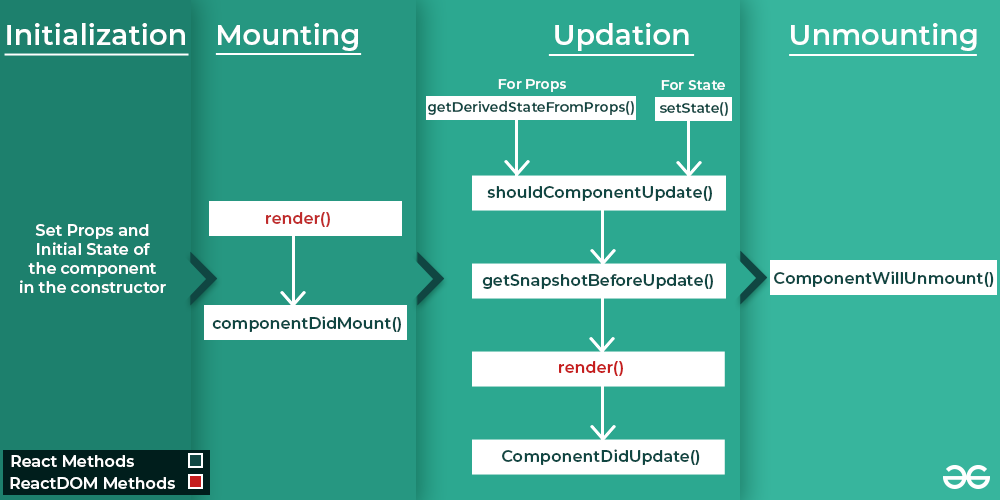 Initialization
Set Props and
Initial State of
the component
in the constructor
Mounting
render()
componentDidMount()
Updation
For Props
getDerivedStateFromProps()
For State
setState()
shouldComponentUpdate()
getSnapshotBeforeUpdate()
render()
ComponentDidUpdate()
Unmounting
ComponentWillUnmount()
React Methods
ReactDOM Methods